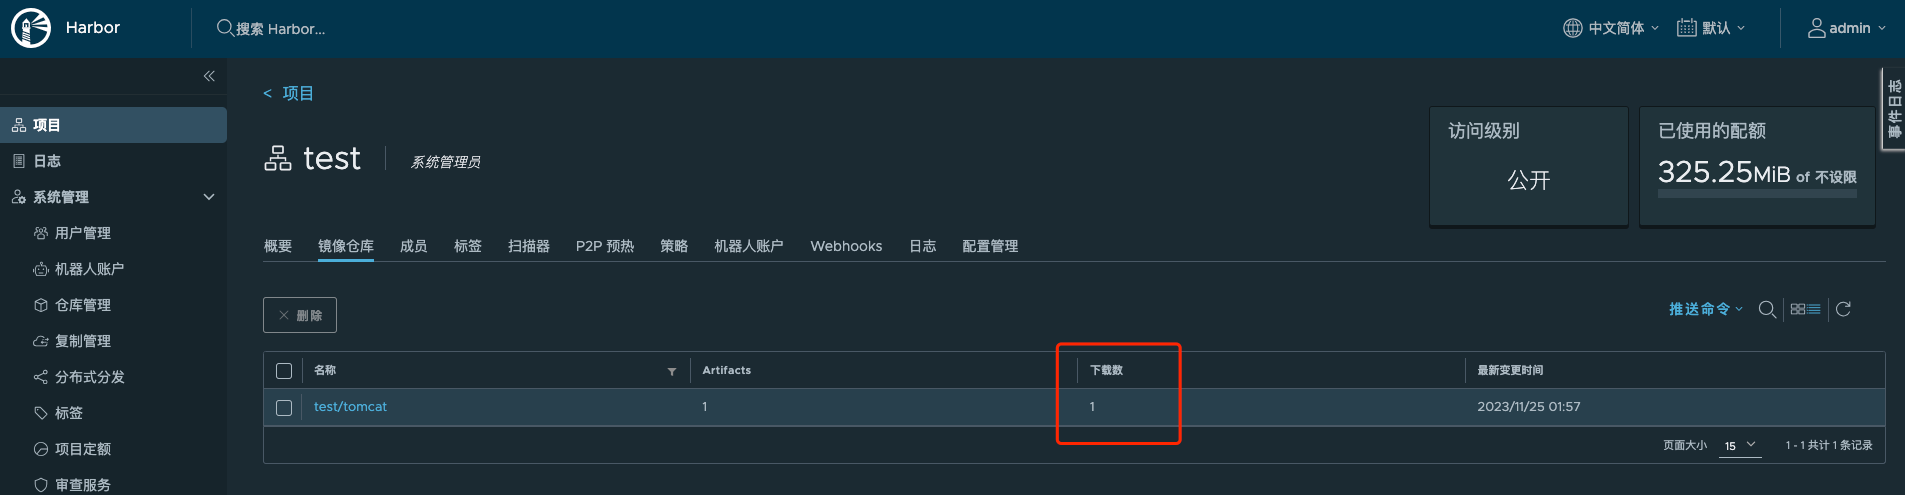 Harbor
搜索 Harbor...
中文简体
默认
admin
项目
日志
系统管理
用户管理
机器人账户
仓库管理
复制管理
分布式分发
标签
项目定额
审查服务
< 项目
test
系统管理员
访问级别
公开
已使用的配额
325.25MiB of 不设限
事件日志
概要 镜像仓库 成员 标签 扫描器 P2P 预热 策略 机器人账户 Webhooks 日志 配置管理
删除
推送命令
名称 Artifacts 下载数 最新变更时间
test/tomcat 1 1 2023/11/25 01:57
页面大小 15 1 - 1 共计 1 条记录